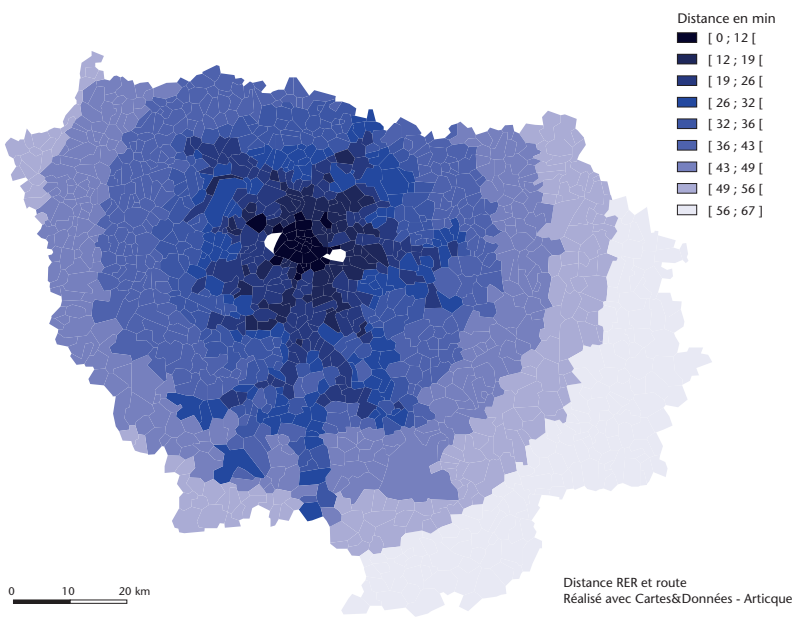 Distance en min
[ 0 ; 12 [
[ 12 ; 19 [
[ 19 ; 26 [
[ 26 ; 32 [
[ 32 ; 36 [
[ 36 ; 43 [
[ 43 ; 49 [
[ 49 ; 56 [
[ 56 ; 67 ]
0 10 20 km
Distance RER et route
Réalisé avec Cartes&Données - Articque